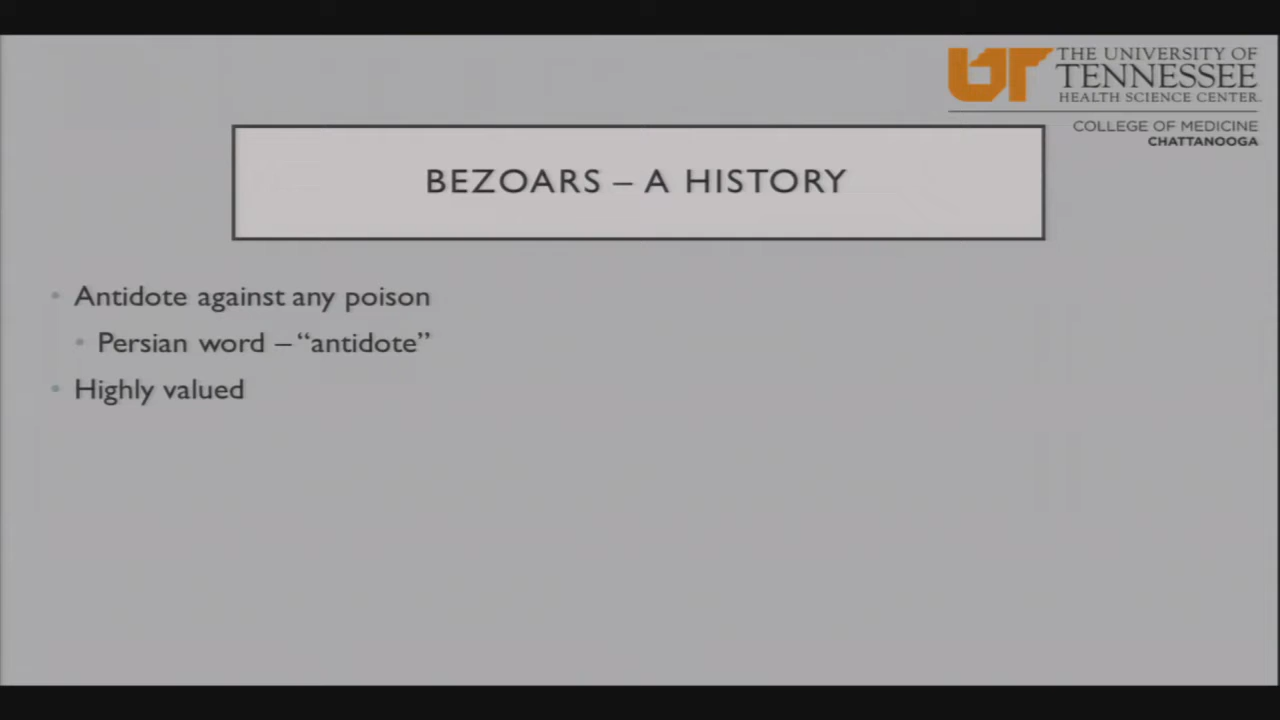 THE UNIVERSITY OF
TENNESSEE
HEALTH SCIENCE CENTER.
COLLEGE OF MEDICINE
CHATTANOOGA
BEZOARS – A HISTORY
• Antidote against any poison
• Persian word – “antidote”
• Highly valued